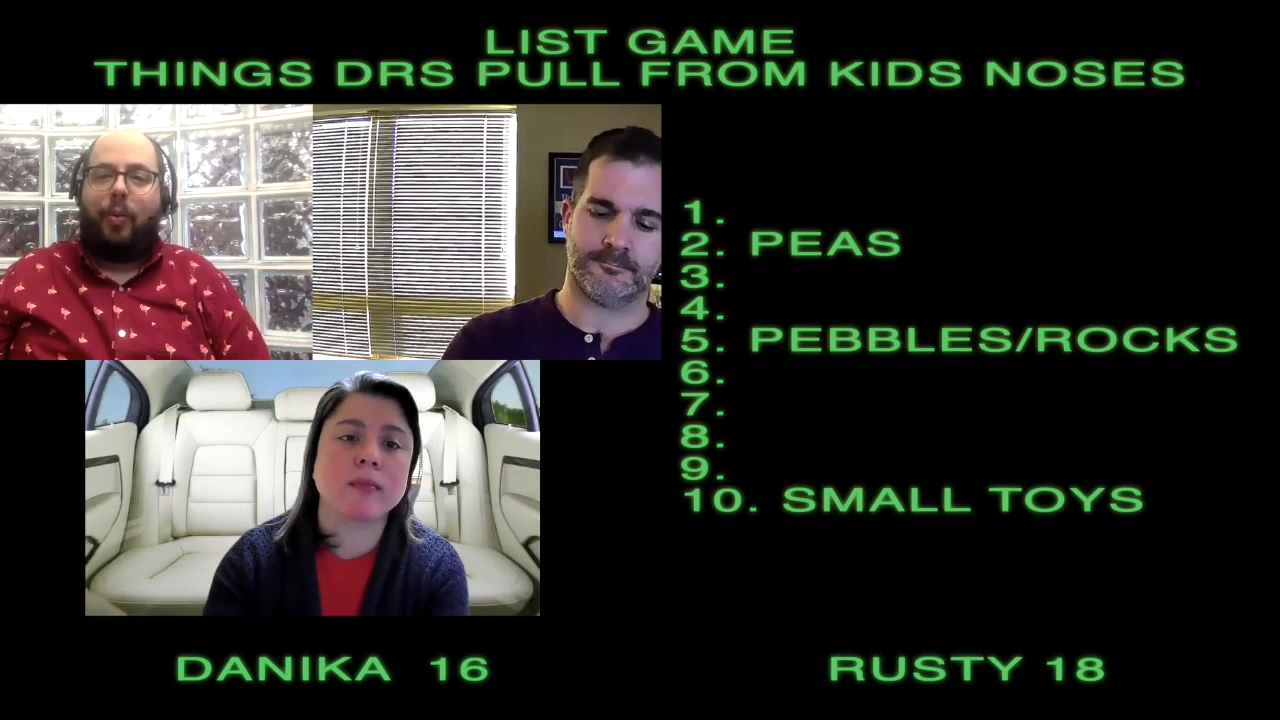 LIST GAME
THINGS DRS PULL FROM KIDS NOSES
1.
2. PEAS
3.
4.
5. PEBBLES/ROCKS
6.
7.
8.
9.
10. SMALL TOYS
DANIKA 16
RUSTY 18